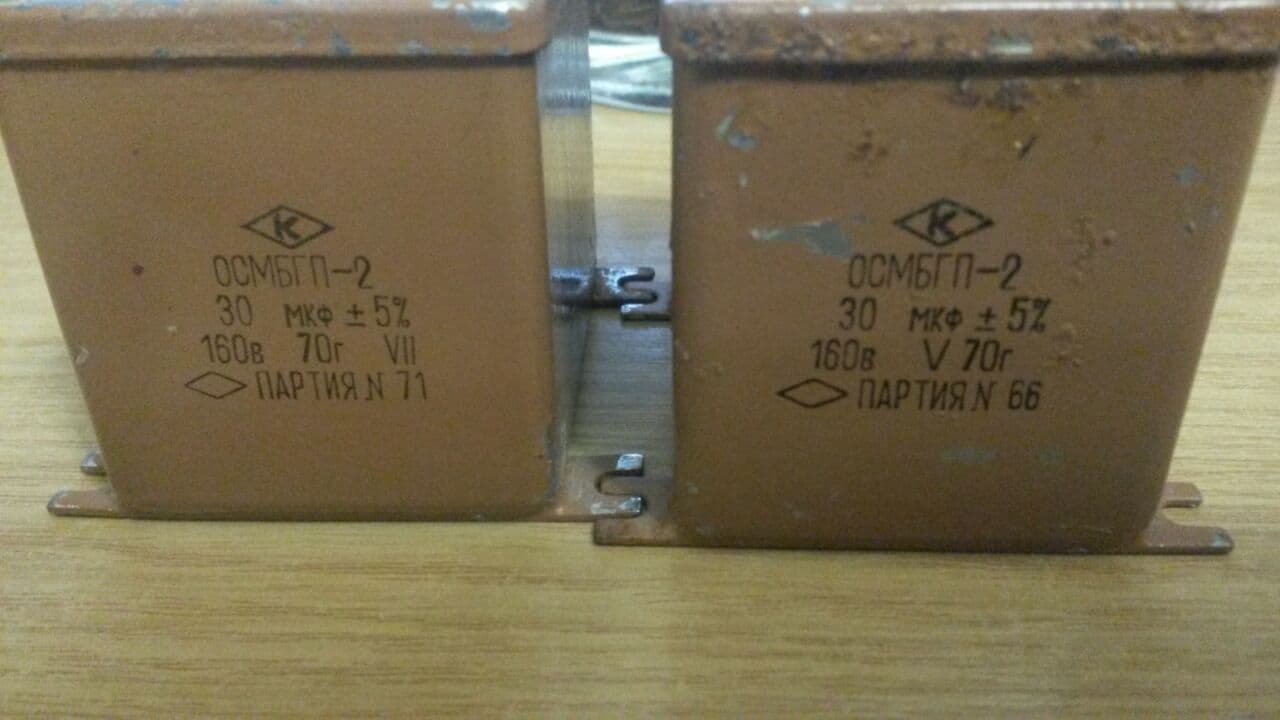 К
ОСМБГП-2
30 мкф ± 5%
160в 70г VII
ПАРТИЯ N 71
К
ОСМБГП-2
30 мкф ± 5%
160в V 70г
ПАРТИЯ N 66